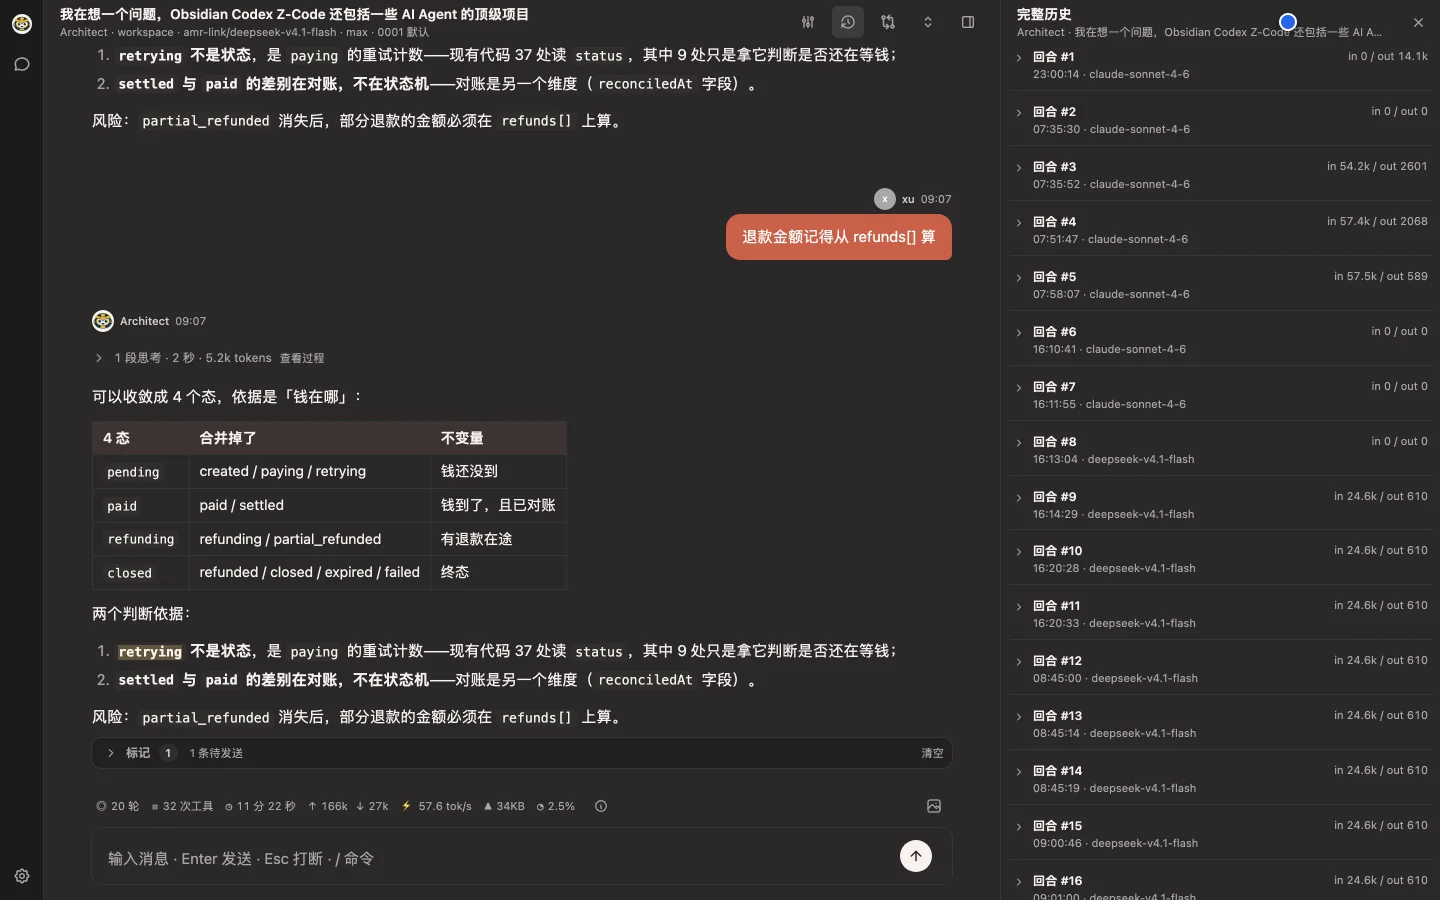 我在想一个问题，Obsidian Codex Z-Code 还包括一些 AI Agent 的顶级项目
Architect · workspace · amr-link/deepseek-v4.1-flash · max · 0001 默认
1. retrying 不是状态，是 paying 的重试计数——现有代码 37 处读 status，其中 9 处只是拿它判断是否还在等钱；
2. settled 与 paid 的差别在对账，不在状态机——对账是另一个维度（reconciledAt 字段）。
风险：partial_refunded 消失后，部分退款的金额必须在 refunds[] 上算。
x xu 09:07
退款金额记得从 refunds[] 算
Architect 09:07
1 段思考 · 2 秒 · 5.2k tokens 查看过程
可以收敛成 4 个态，依据是「钱在哪」：
4 态 合并掉了 不变量
pending created / paying / retrying 钱还没到
paid paid / settled 钱到了，且已对账
refunding refunding / partial_refunded 有退款在途
closed refunded / closed / expired / failed 终态
两个判断依据：
1. retrying 不是状态，是 paying 的重试计数——现有代码 37 处读 status，其中 9 处只是拿它判断是否还在等钱；
2. settled 与 paid 的差别在对账，不在状态机——对账是另一个维度（reconciledAt 字段）。
风险：partial_refunded 消失后，部分退款的金额必须在 refunds[] 上算。
标记 1 1 条待发送 清空
20 轮 32 次工具 11 分 22 秒 ↑ 166k ↓ 27k 57.6 tok/s 34KB 2.5%
输入消息 · Enter 发送 · Esc 打断 · / 命令
完整历史
Architect · 我在想一个问题，Obsidian Codex Z-Code 还包括一些 AI A...
回合 #1 in 0 / out 14.1k
23:00:14 · claude-sonnet-4-6
回合 #2 in 0 / out 0
07:35:30 · claude-sonnet-4-6
回合 #3 in 54.2k / out 2601
07:35:52 · claude-sonnet-4-6
回合 #4 in 57.4k / out 2068
07:51:47 · claude-sonnet-4-6
回合 #5 in 57.5k / out 589
07:58:07 · claude-sonnet-4-6
回合 #6 in 0 / out 0
16:10:41 · claude-sonnet-4-6
回合 #7 in 0 / out 0
16:11:55 · claude-sonnet-4-6
回合 #8 in 0 / out 0
16:13:04 · deepseek-v4.1-flash
回合 #9 in 24.6k / out 610
16:14:29 · deepseek-v4.1-flash
回合 #10 in 24.6k / out 610
16:20:28 · deepseek-v4.1-flash
回合 #11 in 24.6k / out 610
16:20:33 · deepseek-v4.1-flash
回合 #12 in 24.6k / out 610
08:45:00 · deepseek-v4.1-flash
回合 #13 in 24.6k / out 610
08:45:14 · deepseek-v4.1-flash
回合 #14 in 24.6k / out 610
08:45:19 · deepseek-v4.1-flash
回合 #15 in 24.6k / out 610
09:00:46 · deepseek-v4.1-flash
回合 #16 in 24.6k / out 610
09:01:00 · deepseek-v4.1-flash